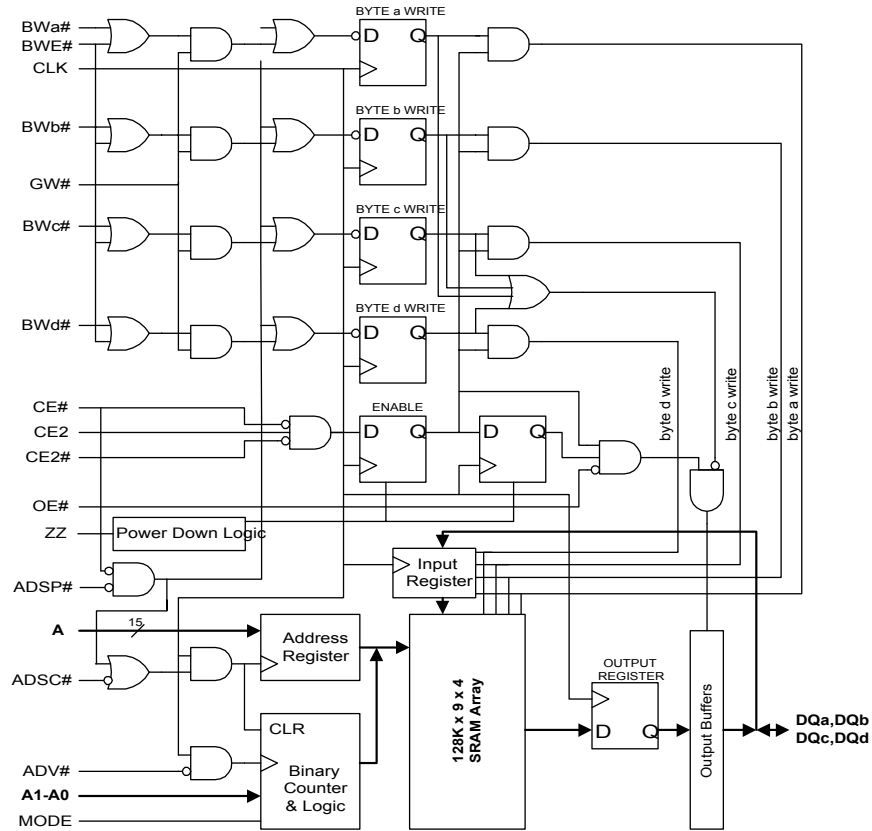 BYTE a WRITE
BWa#
D Q
BWE#
CLK
BYTE b WRITE
BWb#
D Q
GW#
BYTE c WRITE
BWc#
D Q
BYTE d WRITE
BWd#
D Q
byte d write
byte c write
byte b write
byte a write
CE#
ENABLE
CE2
D Q
D Q
CE2#
OE#
ZZ
Power Down Logic
Input
Register
ADSP#
A
15
Address
Register
ADSC#
OUTPUT
REGISTER
128K x 9 x 4
SRAM Array
CLR
D Q
Output Buffers
DQa,DQb
DQc,DQd
ADV#
Binary
Counter
& Logic
A1-A0
MODE